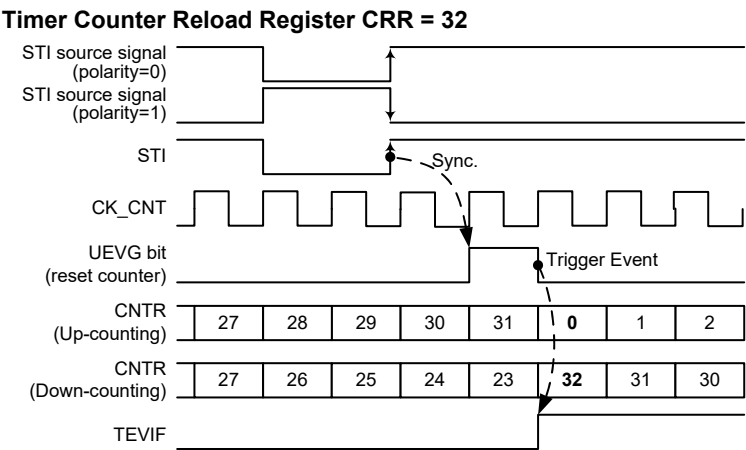 Timer Counter Reload Register CRR = 32
STI source signal
(polarity=0)
STI source signal
(polarity=1)
STI
Sync.
CK_CNT
UEVG bit
(reset counter)
Trigger Event
CNTR
(Up-counting)
27 28 29 30 31 0 1 2
CNTR
(Down-counting)
27 26 25 24 23 32 31 30
TEVIF